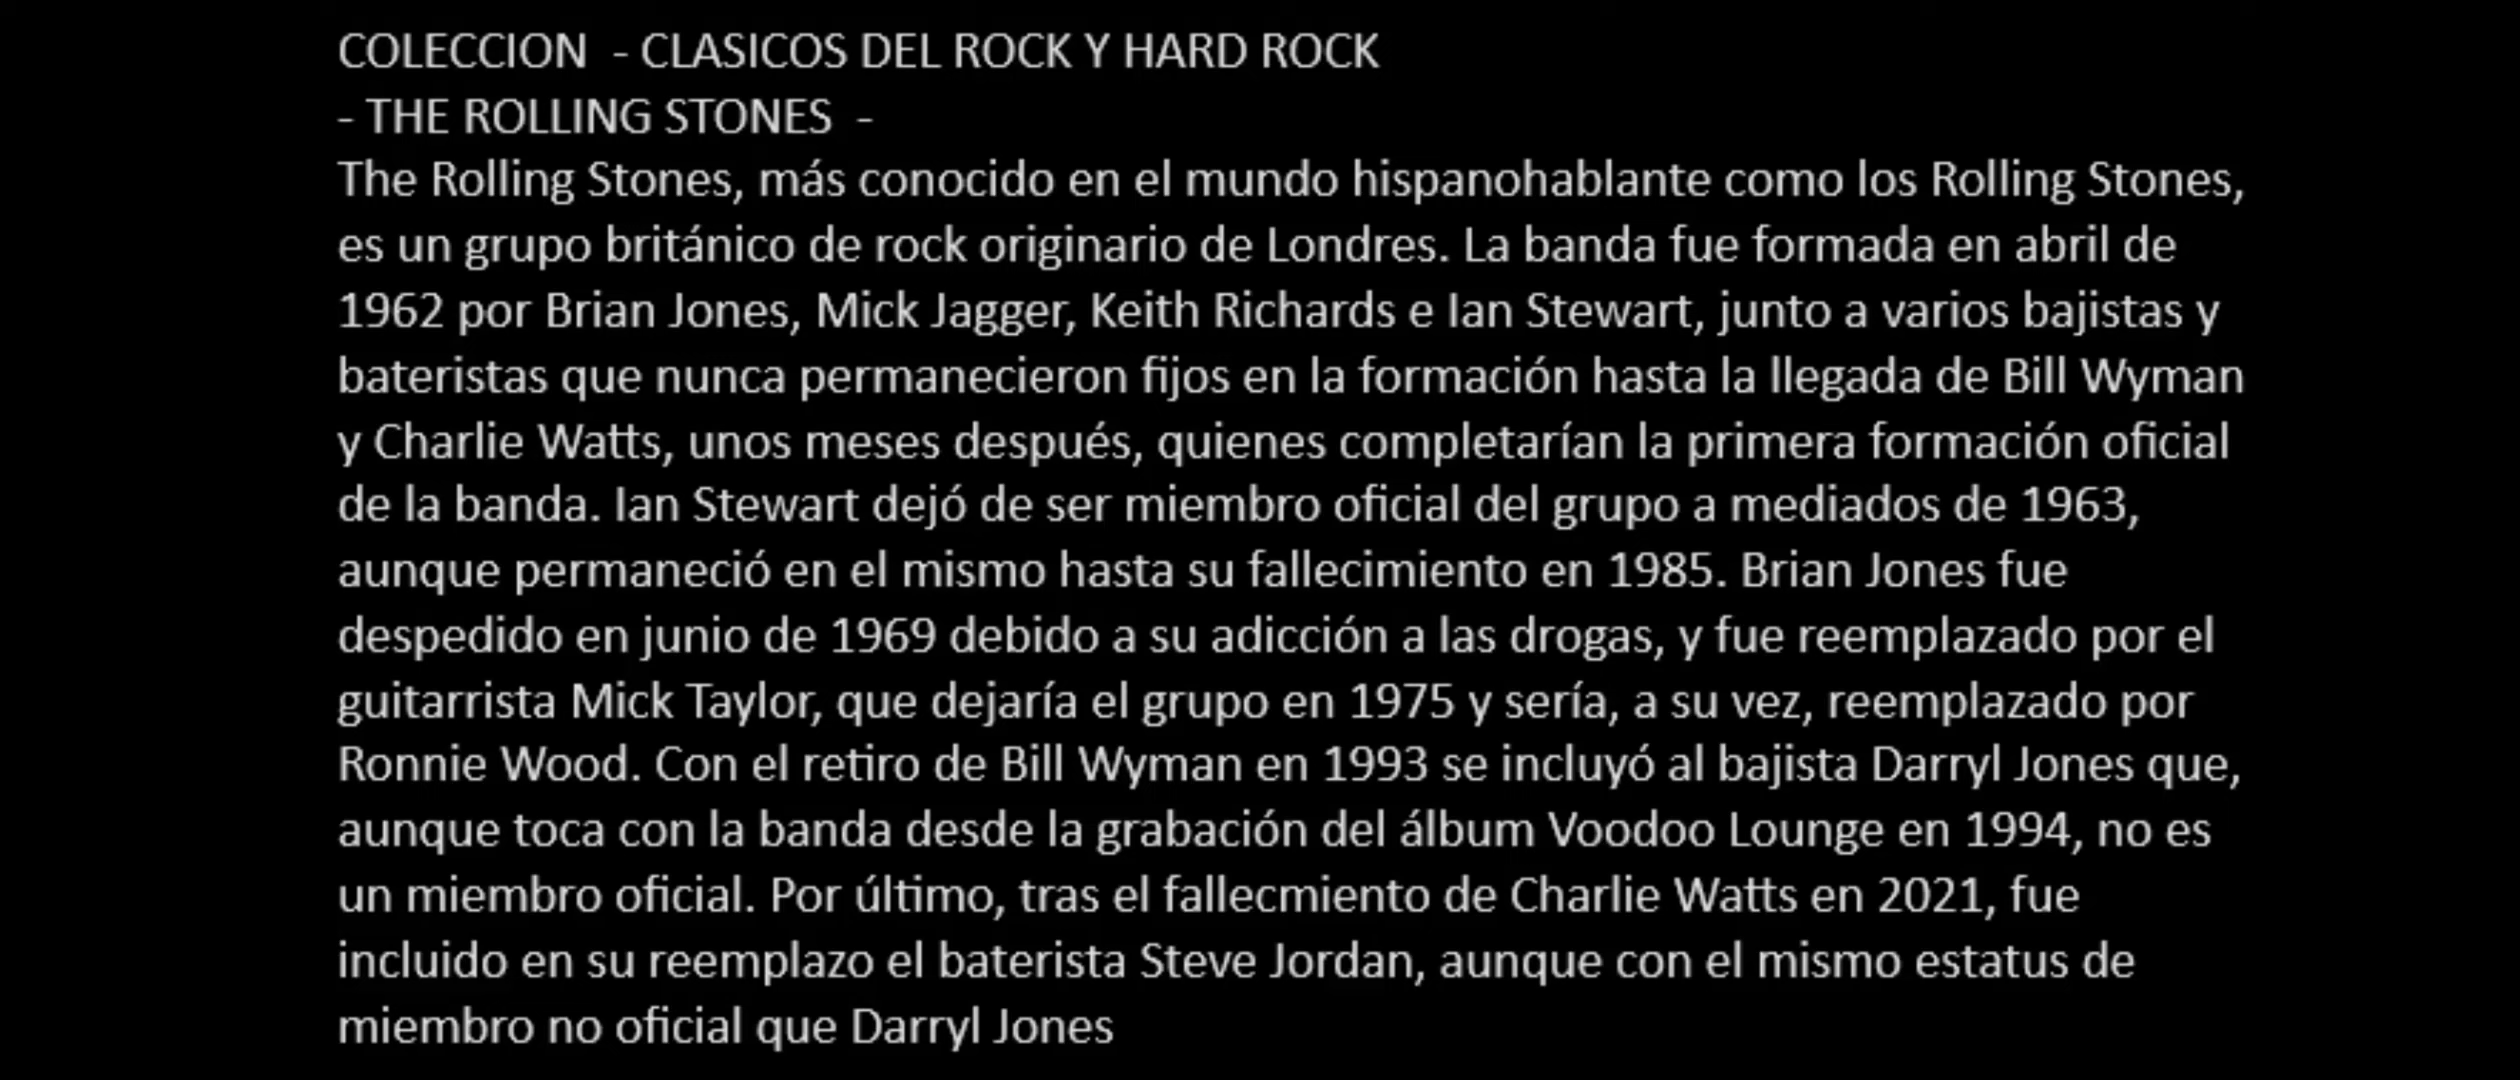 COLECCION  - CLASICOS DEL ROCK Y HARD ROCK
- THE ROLLING STONES  -
The Rolling Stones, más conocido en el mundo hispanohablante como los Rolling Stones,
es un grupo británico de rock originario de Londres. La banda fue formada en abril de
1962 por Brian Jones, Mick Jagger, Keith Richards e Ian Stewart, junto a varios bajistas y
bateristas que nunca permanecieron fijos en la formación hasta la llegada de Bill Wyman
y Charlie Watts, unos meses después, quienes completarían la primera formación oficial
de la banda. Ian Stewart dejó de ser miembro oficial del grupo a mediados de 1963,
aunque permaneció en el mismo hasta su fallecimiento en 1985. Brian Jones fue
despedido en junio de 1969 debido a su adicción a las drogas, y fue reemplazado por el
guitarrista Mick Taylor, que dejaría el grupo en 1975 y sería, a su vez, reemplazado por
Ronnie Wood. Con el retiro de Bill Wyman en 1993 se incluyó al bajista Darryl Jones que,
aunque toca con la banda desde la grabación del álbum Voodoo Lounge en 1994, no es
un miembro oficial. Por último, tras el fallecmiento de Charlie Watts en 2021, fue
incluido en su reemplazo el baterista Steve Jordan, aunque con el mismo estatus de
miembro no oficial que Darryl Jones